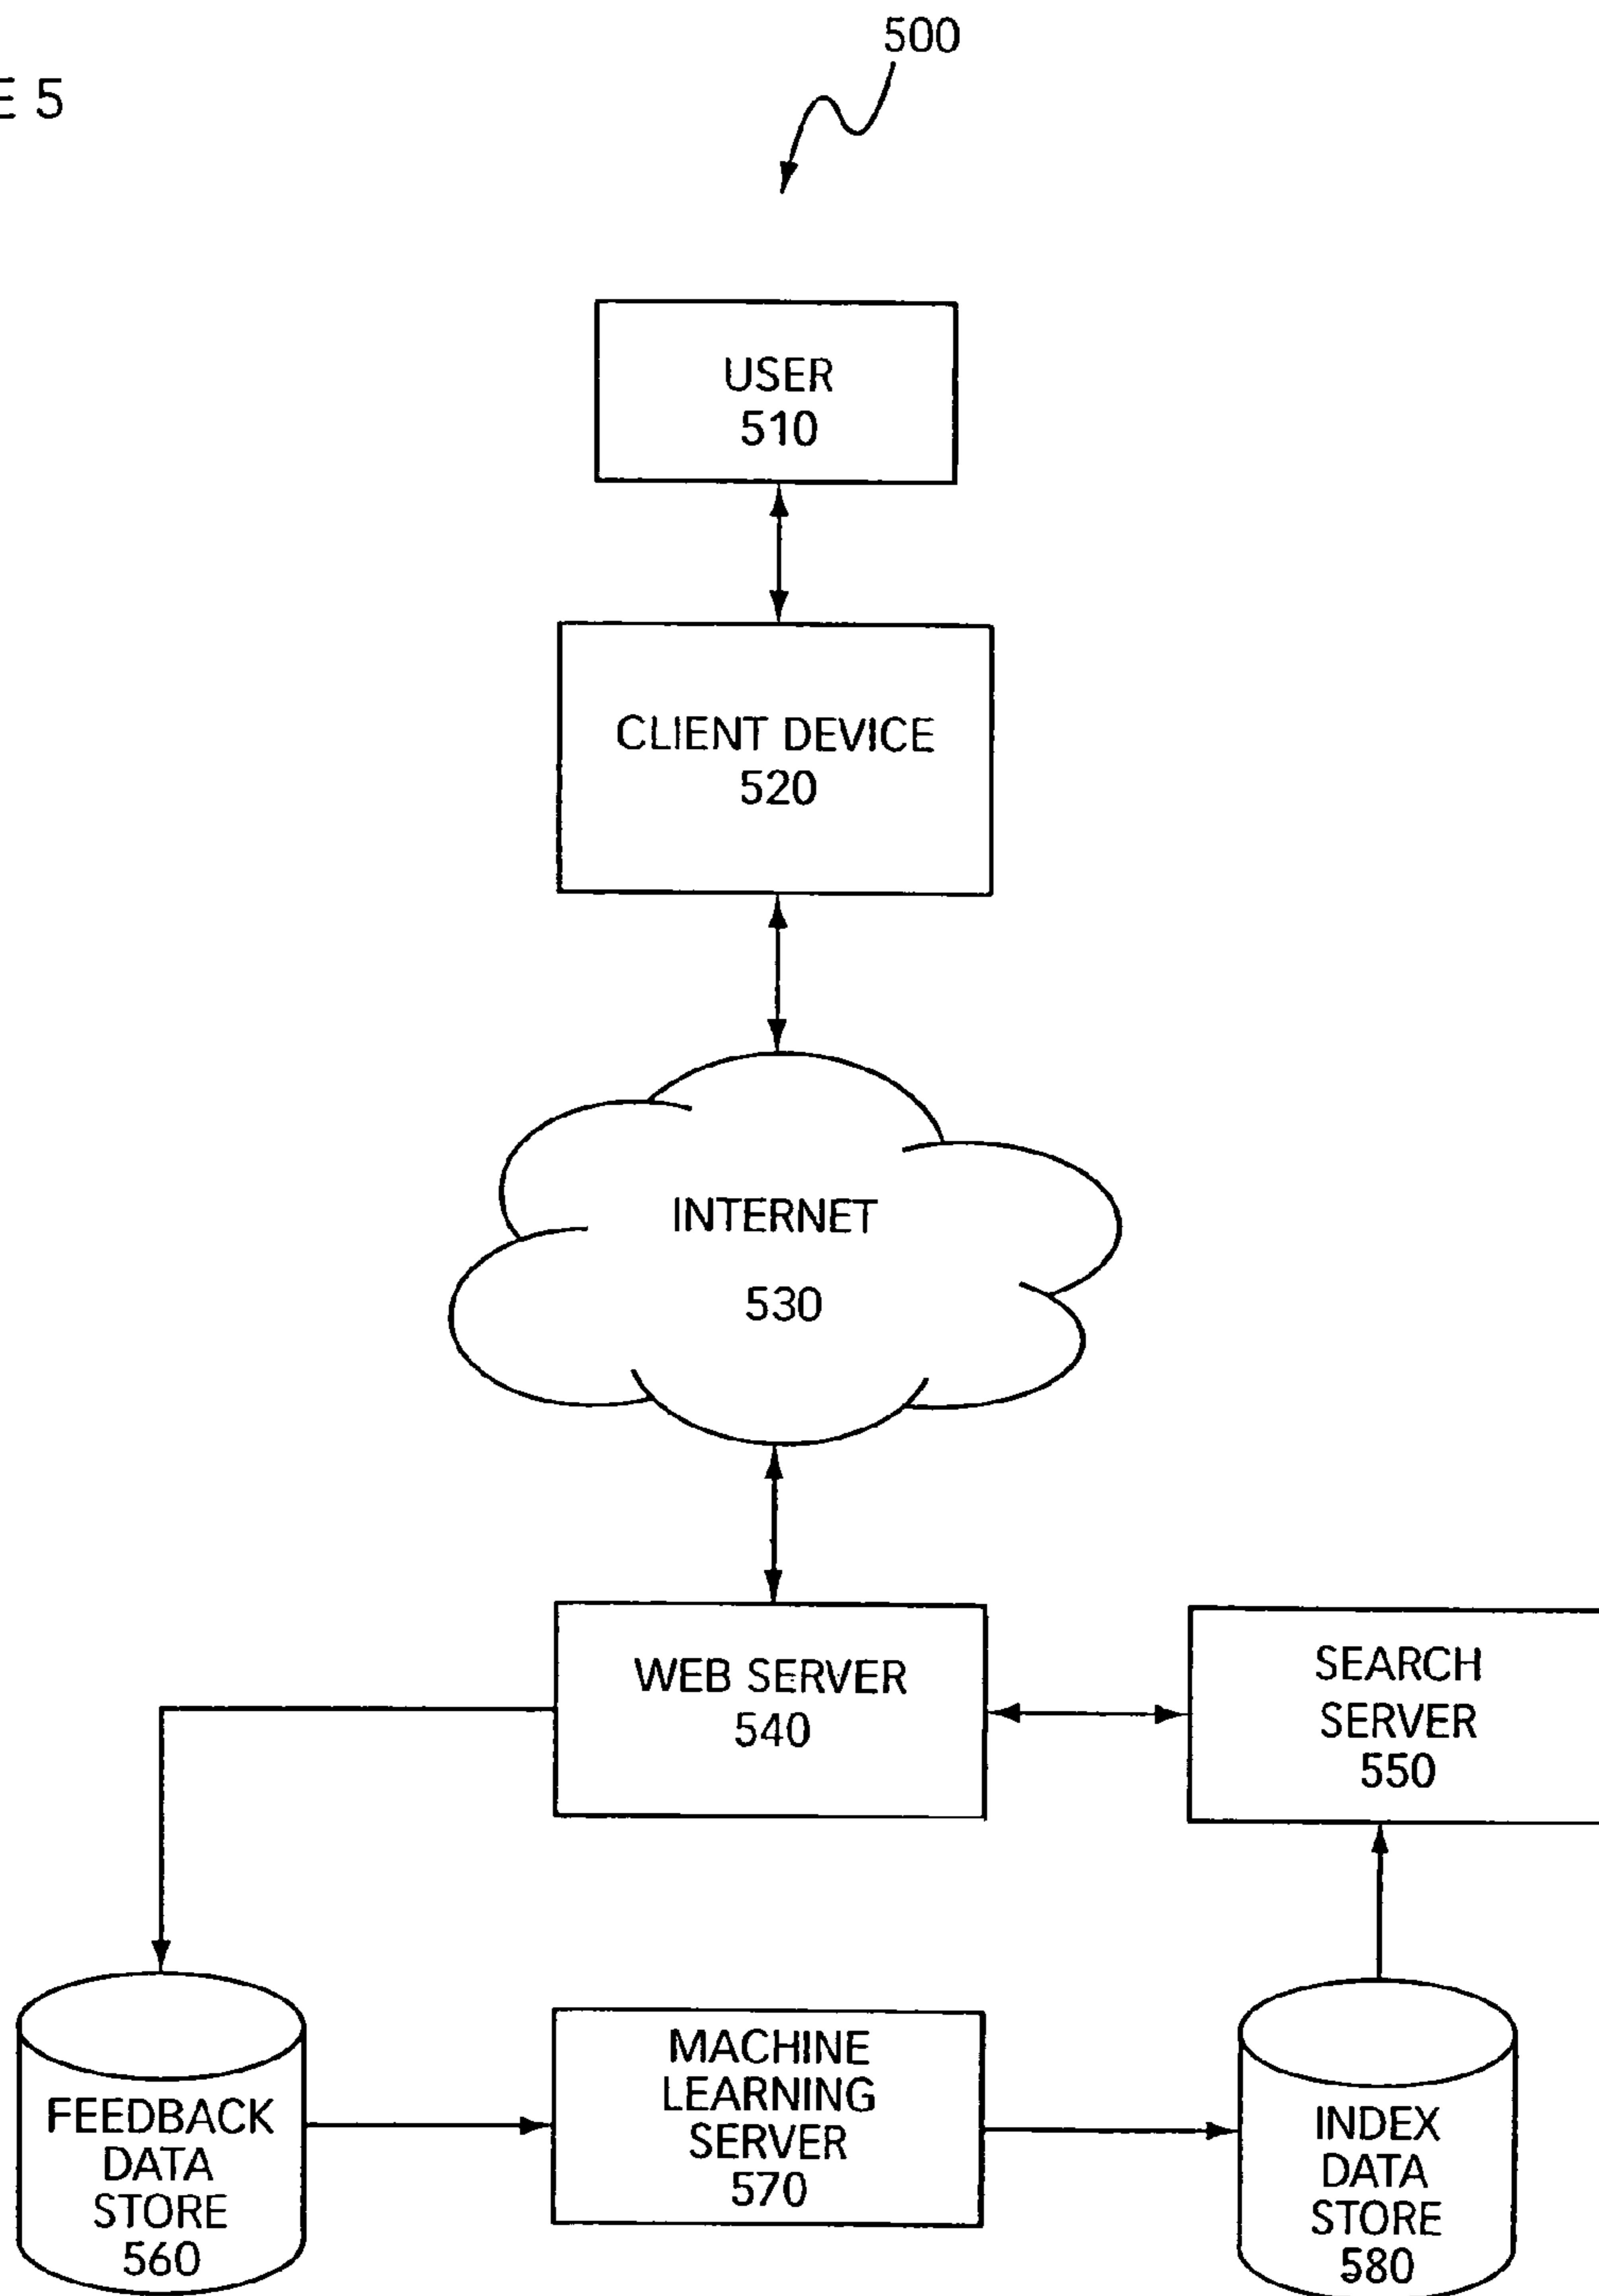 500
E 5
USER
510
CLIENT DEVICE
520
INTERNET
530
WEB SERVER
540
SEARCH
SERVER
550
FEEDBACK
DATA
STORE
560
MACHINE
LEARNING
SERVER
570
INDEX
DATA
STORE
580